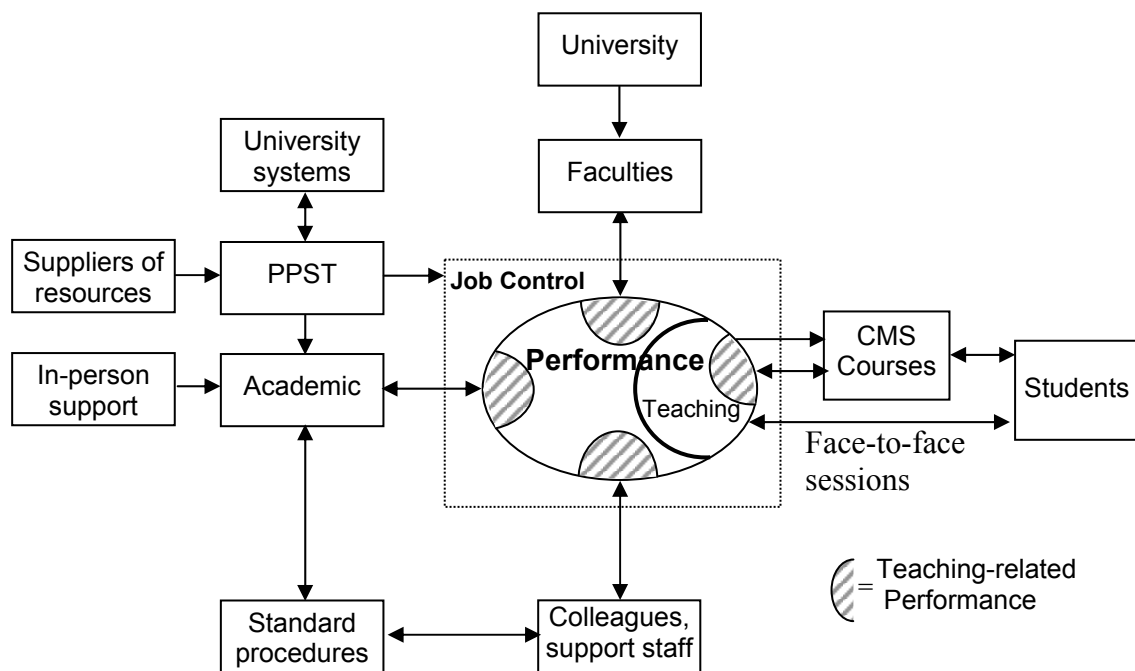 University
University
systems
Faculties
Suppliers of
resources
PPST
Job Control
In-person
support
Academic
Performance
Teaching
CMS
Courses
Students
Face-to-face
sessions
Standard
procedures
Colleagues,
support staff
= Teaching-related
Performance